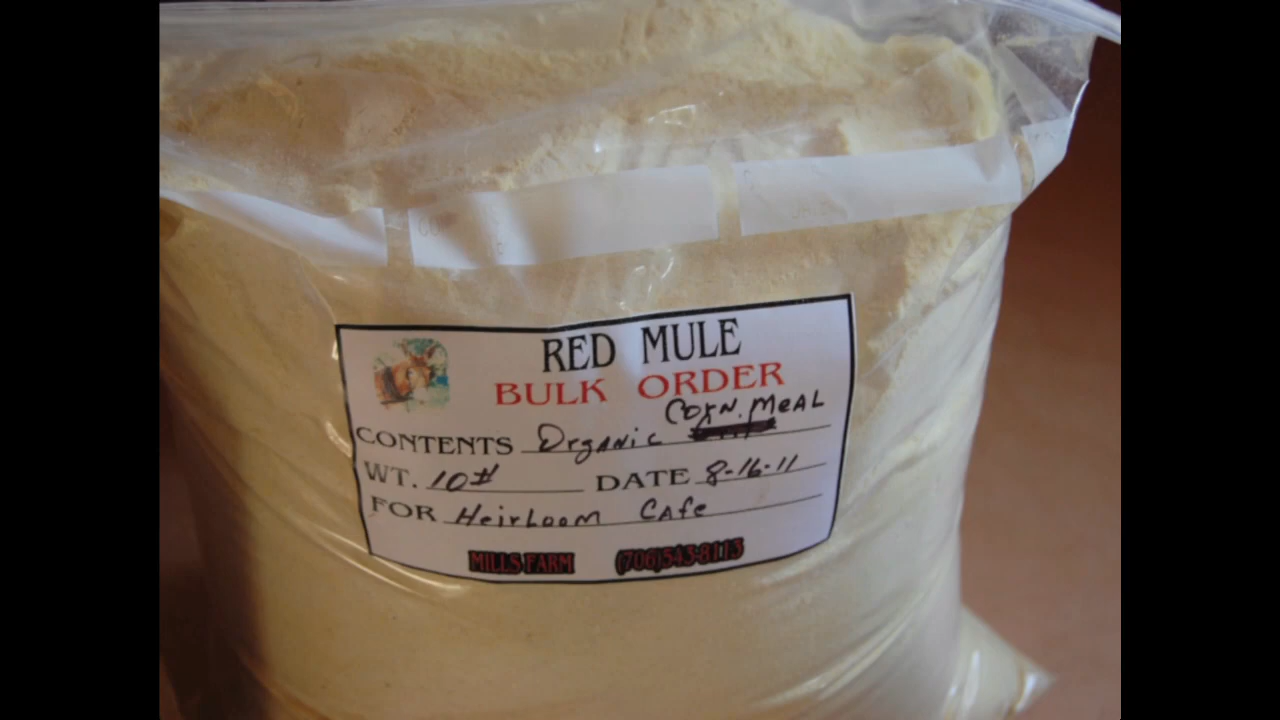 RED MULE
BULK ORDER
CORN MEAL
CONTENTS Organic
WT. 10# DATE 8-16-11
FOR Heirloom Cafe
MILLS FARM (706)543-8113